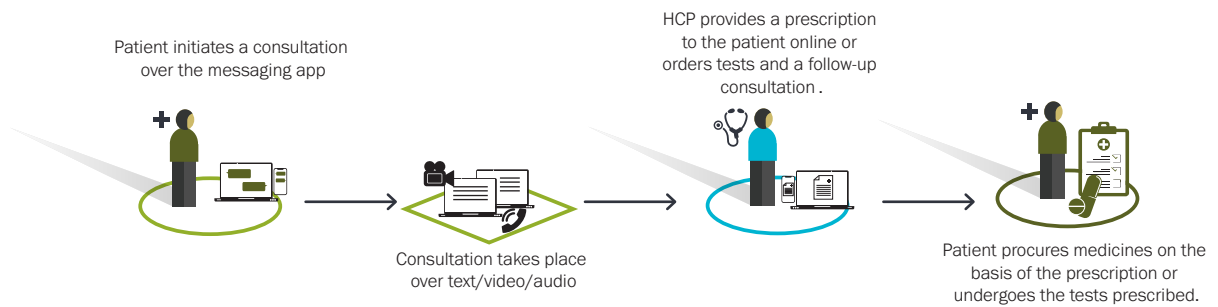 Patient initiates a consultation
over the messaging app
Consultation takes place
over text/video/audio
HCP provides a prescription
to the patient online or
orders tests and a follow-up
consultation .
Patient procures medicines on the
basis of the prescription or
undergoes the tests prescribed.